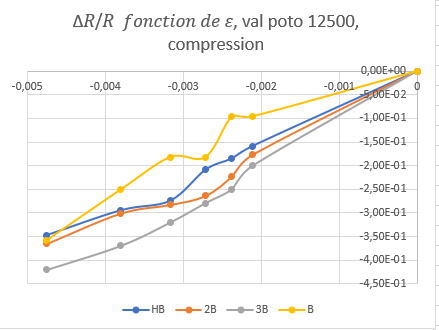 ΔR/R fonction de ε, val poto 12500,
compression
0,00E+00
-0,005 -0,004 -0,003 -0,002 -0,001 0
-5,00E-02
-1,00E-01
-1,50E-01
-2,00E-01
-2,50E-01
-3,00E-01
-3,50E-01
-4,00E-01
-4,50E-01
HB 2B 3B B